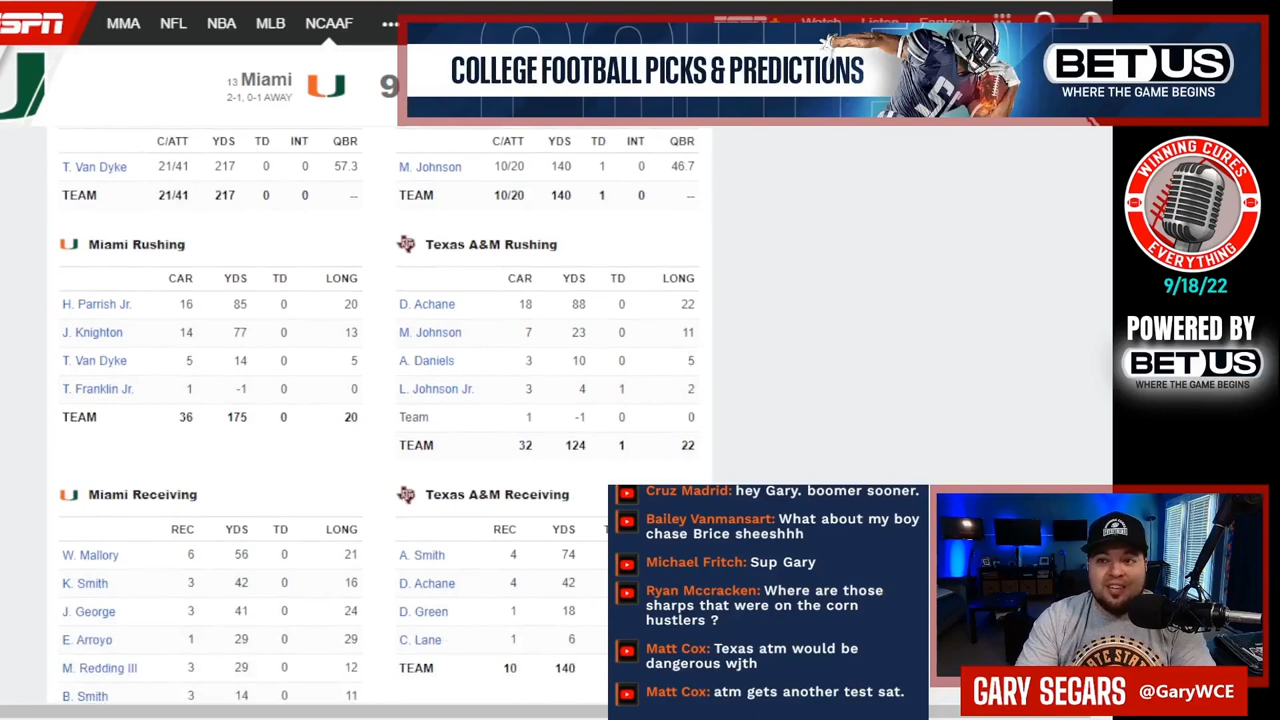 ESPN MMA NFL NBA MLB NCAAF •••
COLLEGE FOOTBALL PICKS & PREDICTIONS
BETUS
WHERE THE GAME BEGINS
13 Miami
2-1, 0-1 AWAY
9
C/ATT YDS TD INT QBR
T. Van Dyke 21/41 217 0 0 57.3
TEAM 21/41 217 0 0 --
C/ATT YDS TD INT QBR
M. Johnson 10/20 140 1 0 46.7
TEAM 10/20 140 1 0 --
Miami Rushing
CAR YDS TD LONG
H. Parrish Jr. 16 85 0 20
J. Knighton 14 77 0 13
T. Van Dyke 5 14 0 5
T. Franklin Jr. 1 -1 0 0
TEAM 36 175 0 20
Texas A&M Rushing
CAR YDS TD LONG
D. Achane 18 88 0 22
M. Johnson 7 23 0 11
A. Daniels 3 10 0 5
L. Johnson Jr. 3 4 1 2
Team 1 -1 0 0
TEAM 32 124 1 22
Miami Receiving
REC YDS TD LONG
W. Mallory 6 56 0 21
K. Smith 3 42 0 16
J. George 3 41 0 24
E. Arroyo 1 29 0 29
M. Redding III 3 29 0 12
B. Smith 3 14 0 11
Texas A&M Receiving
REC YDS
A. Smith 4 74
D. Achane 4 42
D. Green 1 18
C. Lane 1 6
TEAM 10 140
Cruz Madrid: hey Gary. boomer sooner.
Bailey Vanmansart: What about my boy
chase Brice sheeshhh
Michael Fritch: Sup Gary
Ryan Mccracken: Where are those
sharps that were on the corn
hustlers ?
Matt Cox: Texas atm would be
dangerous wjth
Matt Cox: atm gets another test sat.
WINNING CURES
EVERYTHING
9/18/22
POWERED BY
BETUS
WHERE THE GAME BEGINS
GARY SEGARS @GaryWCE